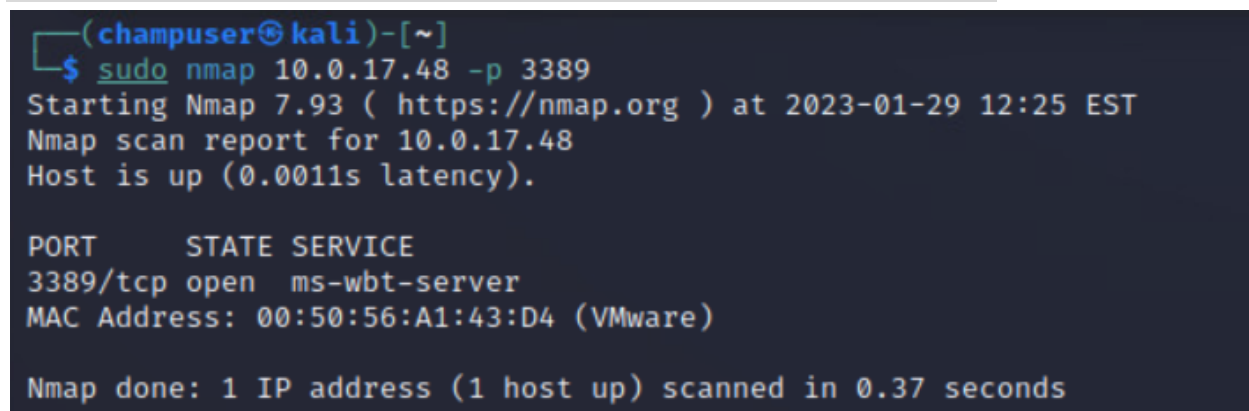 (champuser㉿kali)-[~]
$ sudo nmap 10.0.17.48 -p 3389
Starting Nmap 7.93 ( https://nmap.org ) at 2023-01-29 12:25 EST
Nmap scan report for 10.0.17.48
Host is up (0.0011s latency).
PORT     STATE SERVICE
3389/tcp open  ms-wbt-server
MAC Address: 00:50:56:A1:43:D4 (VMware)
Nmap done: 1 IP address (1 host up) scanned in 0.37 seconds